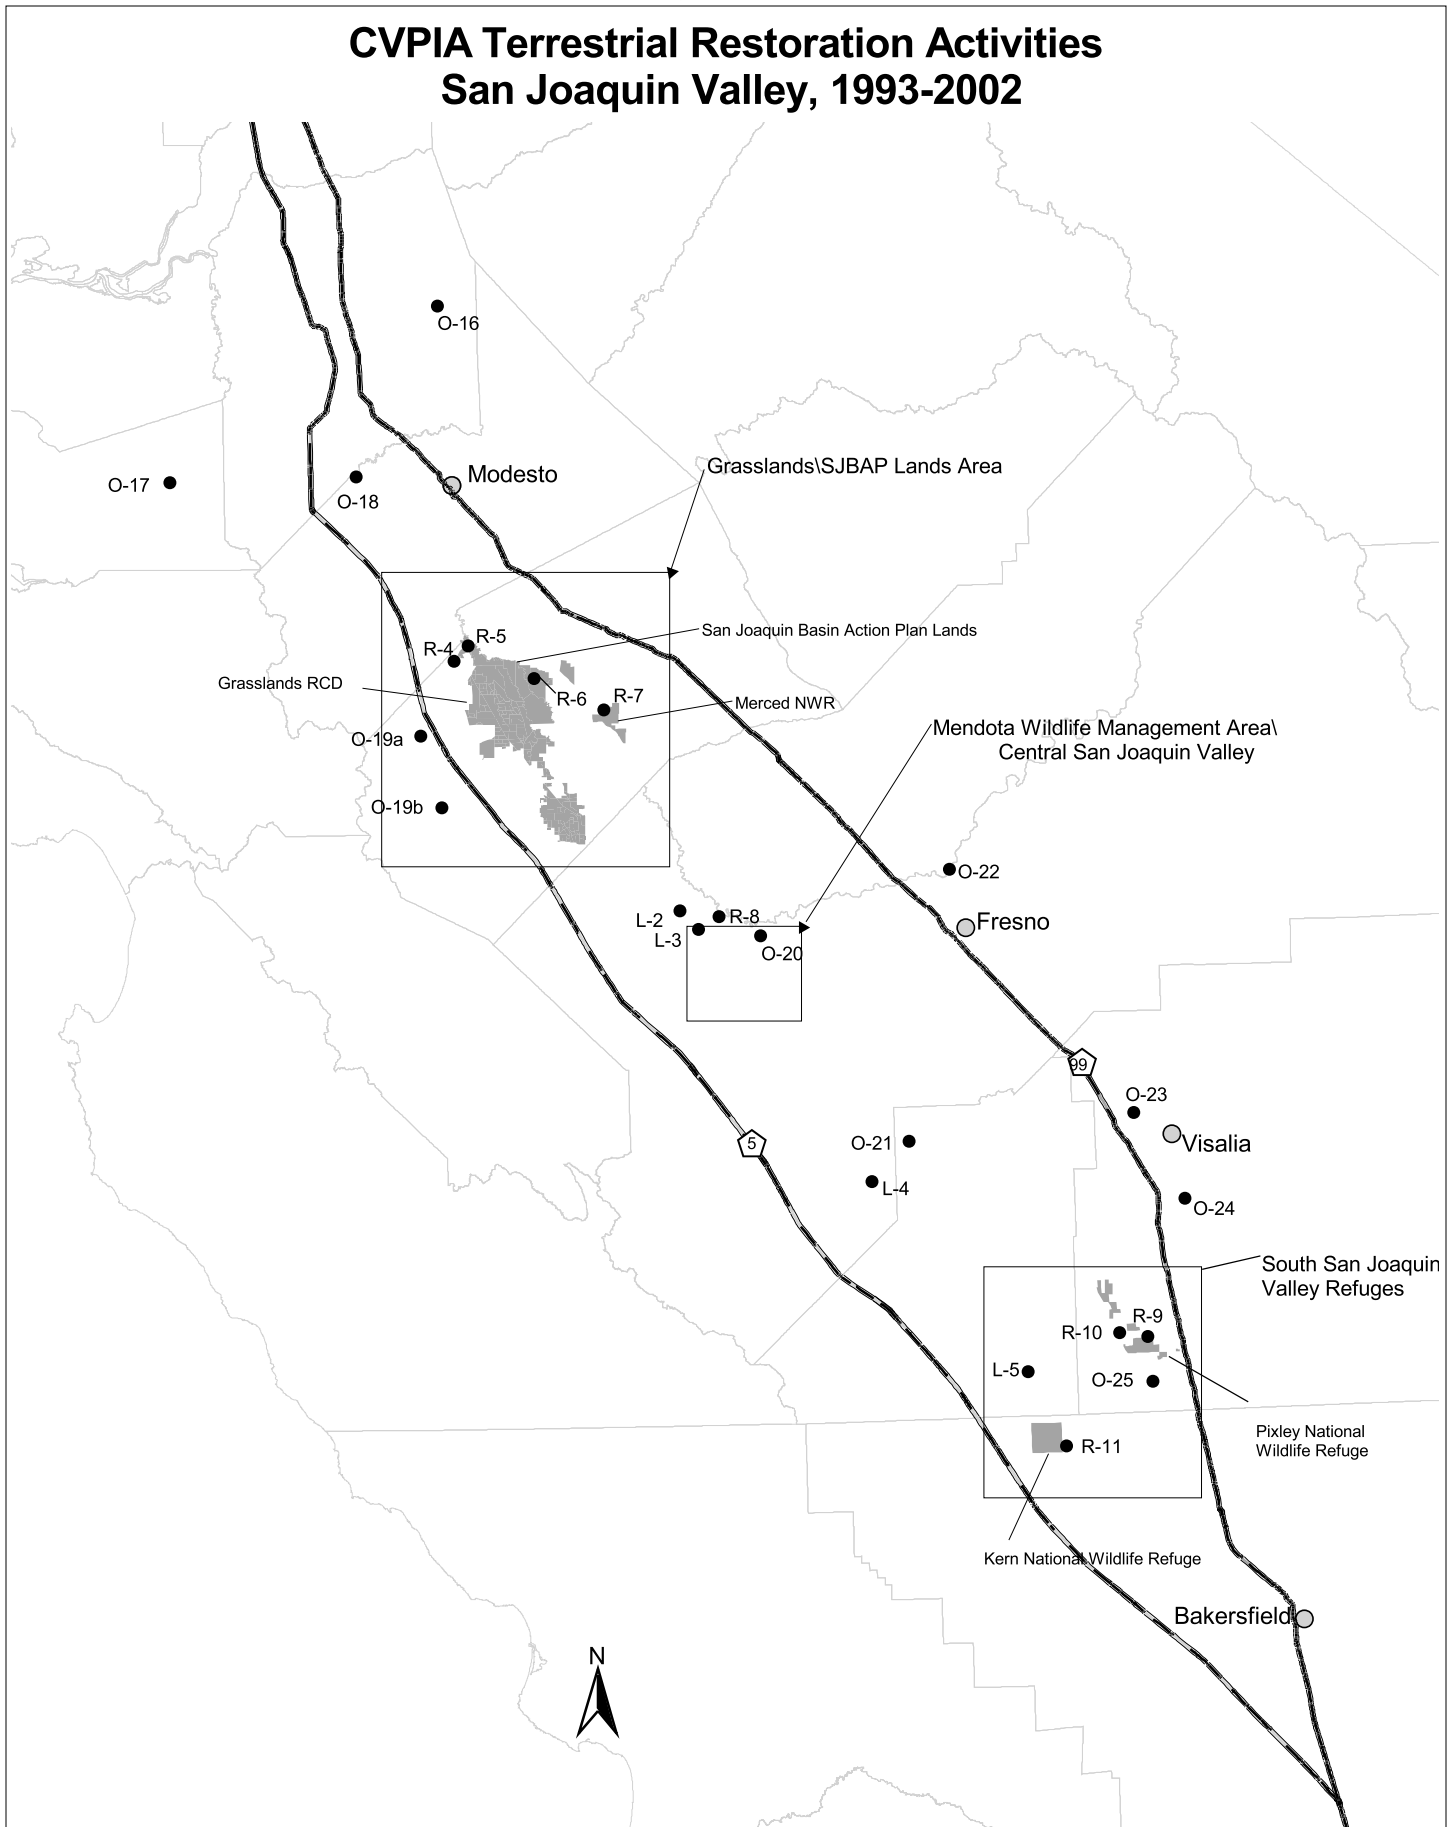 CVPIA Terrestrial Restoration Activities
San Joaquin Valley, 1993-2002
O-16
Modesto
Grasslands\SJBAP Lands Area
O-17
O-18
San Joaquin Basin Action Plan Lands
R-5
R-4
Grasslands RCD
R-6
R-7
Merced NWR
O-19a
Mendota Wildlife Management Area\
Central San Joaquin Valley
O-19b
O-22
L-2
R-8
Fresno
L-3
O-20
99
O-23
5
O-21
Visalia
L-4
O-24
South San Joaquin
Valley Refuges
R-9
R-10
L-5
O-25
Pixley National
Wildlife Refuge
R-11
Kern National Wildlife Refuge
Bakersfield
N